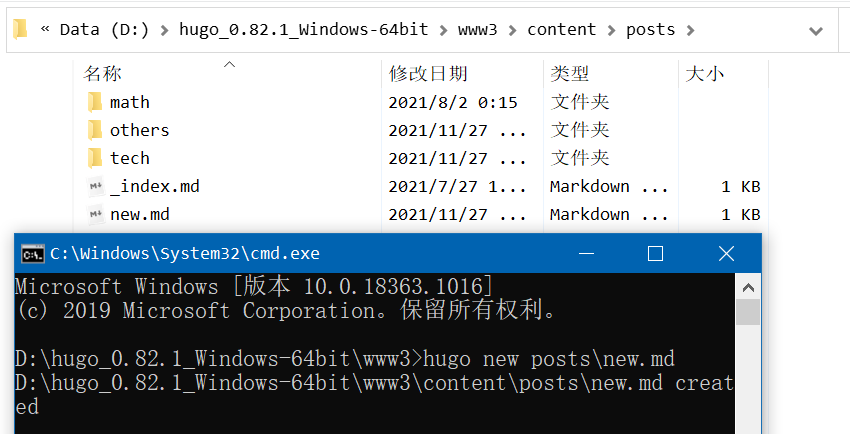 « Data (D:) > hugo_0.82.1_Windows-64bit > www3 > content > posts >
名称 修改日期 类型 大小
math 2021/8/2 0:15 文件夹
others 2021/11/27 ... 文件夹
tech 2021/11/27 ... 文件夹
_index.md 2021/7/27 1... Markdown ... 1 KB
new.md 2021/11/27 ... Markdown ... 1 KB
C:\Windows\System32\cmd.exe
Microsoft Windows [版本 10.0.18363.1016]
(c) 2019 Microsoft Corporation。保留所有权利。
D:\hugo_0.82.1_Windows-64bit\www3>hugo new posts\new.md
D:\hugo_0.82.1_Windows-64bit\www3\content\posts\new.md creat
ed